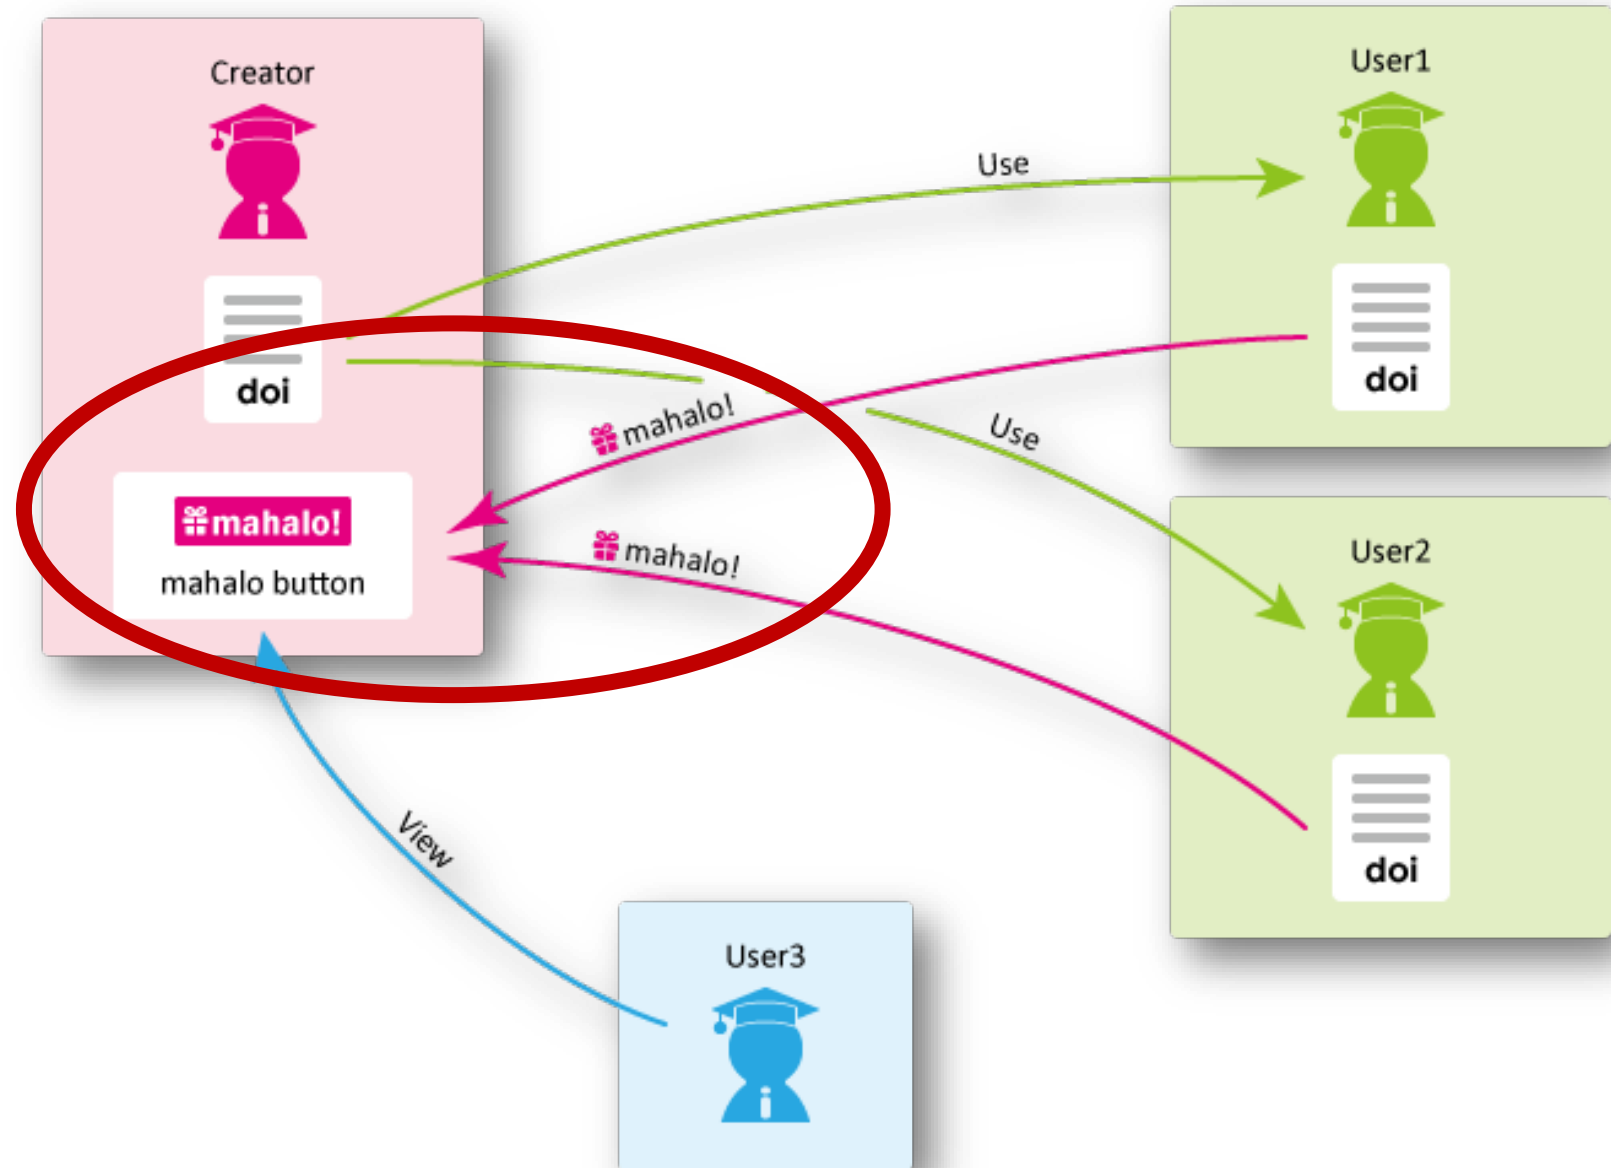 Creator
doi
mahalo!
mahalo button
Use
mahalo!
Use
mahalo!
View
User1
doi
User2
doi
User3